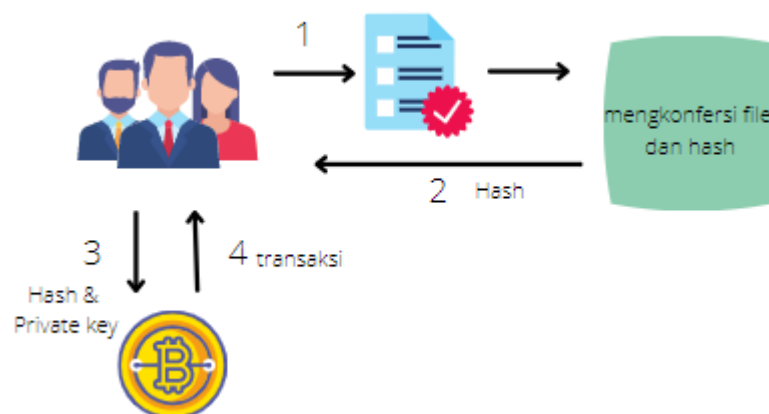 1
mengkonfersi file
dan hash
2 Hash
3
4 transaksi
Hash &
Private key